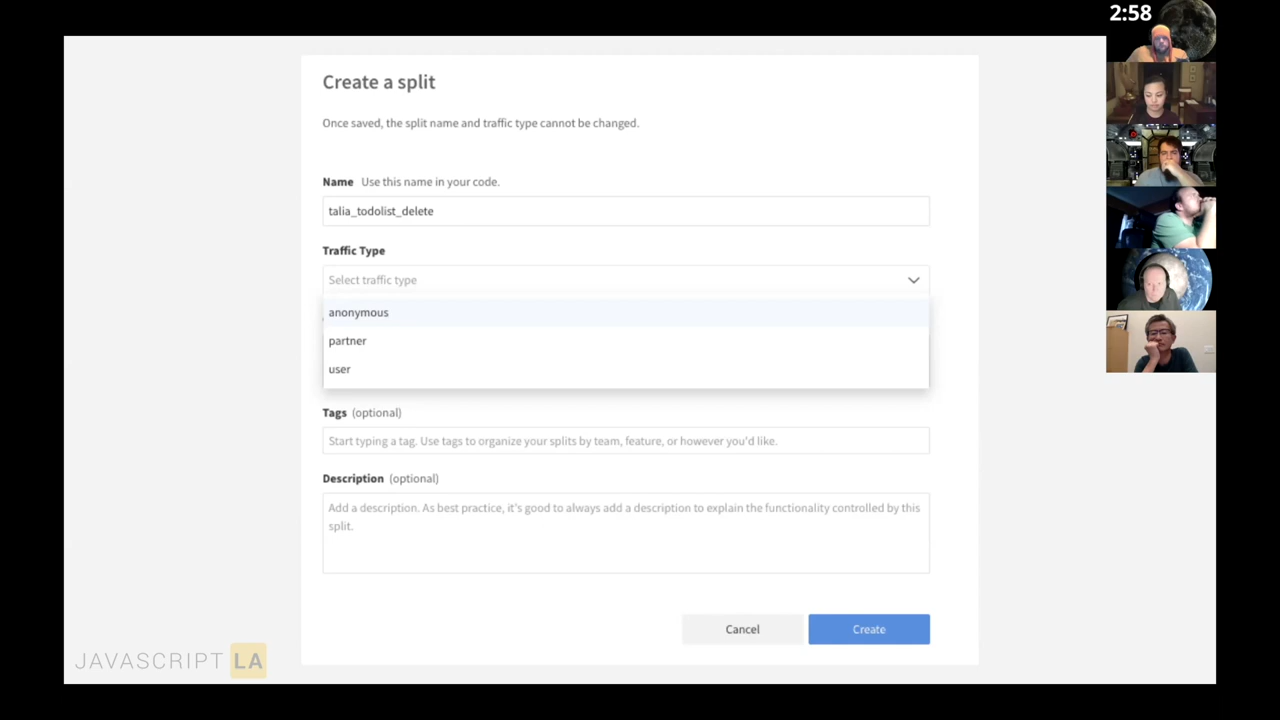 2:58
Create a split
Once saved, the split name and traffic type cannot be changed.
Name Use this name in your code.
talia_todolist_delete
Traffic Type
Select traffic type
anonymous
partner
user
Tags (optional)
Start typing a tag. Use tags to organize your splits by team, feature, or however you'd like.
Description (optional)
Add a description. As best practice, it's good to always add a description to explain the functionality controlled by this
split.
Cancel Create
JAVASCRIPT LA